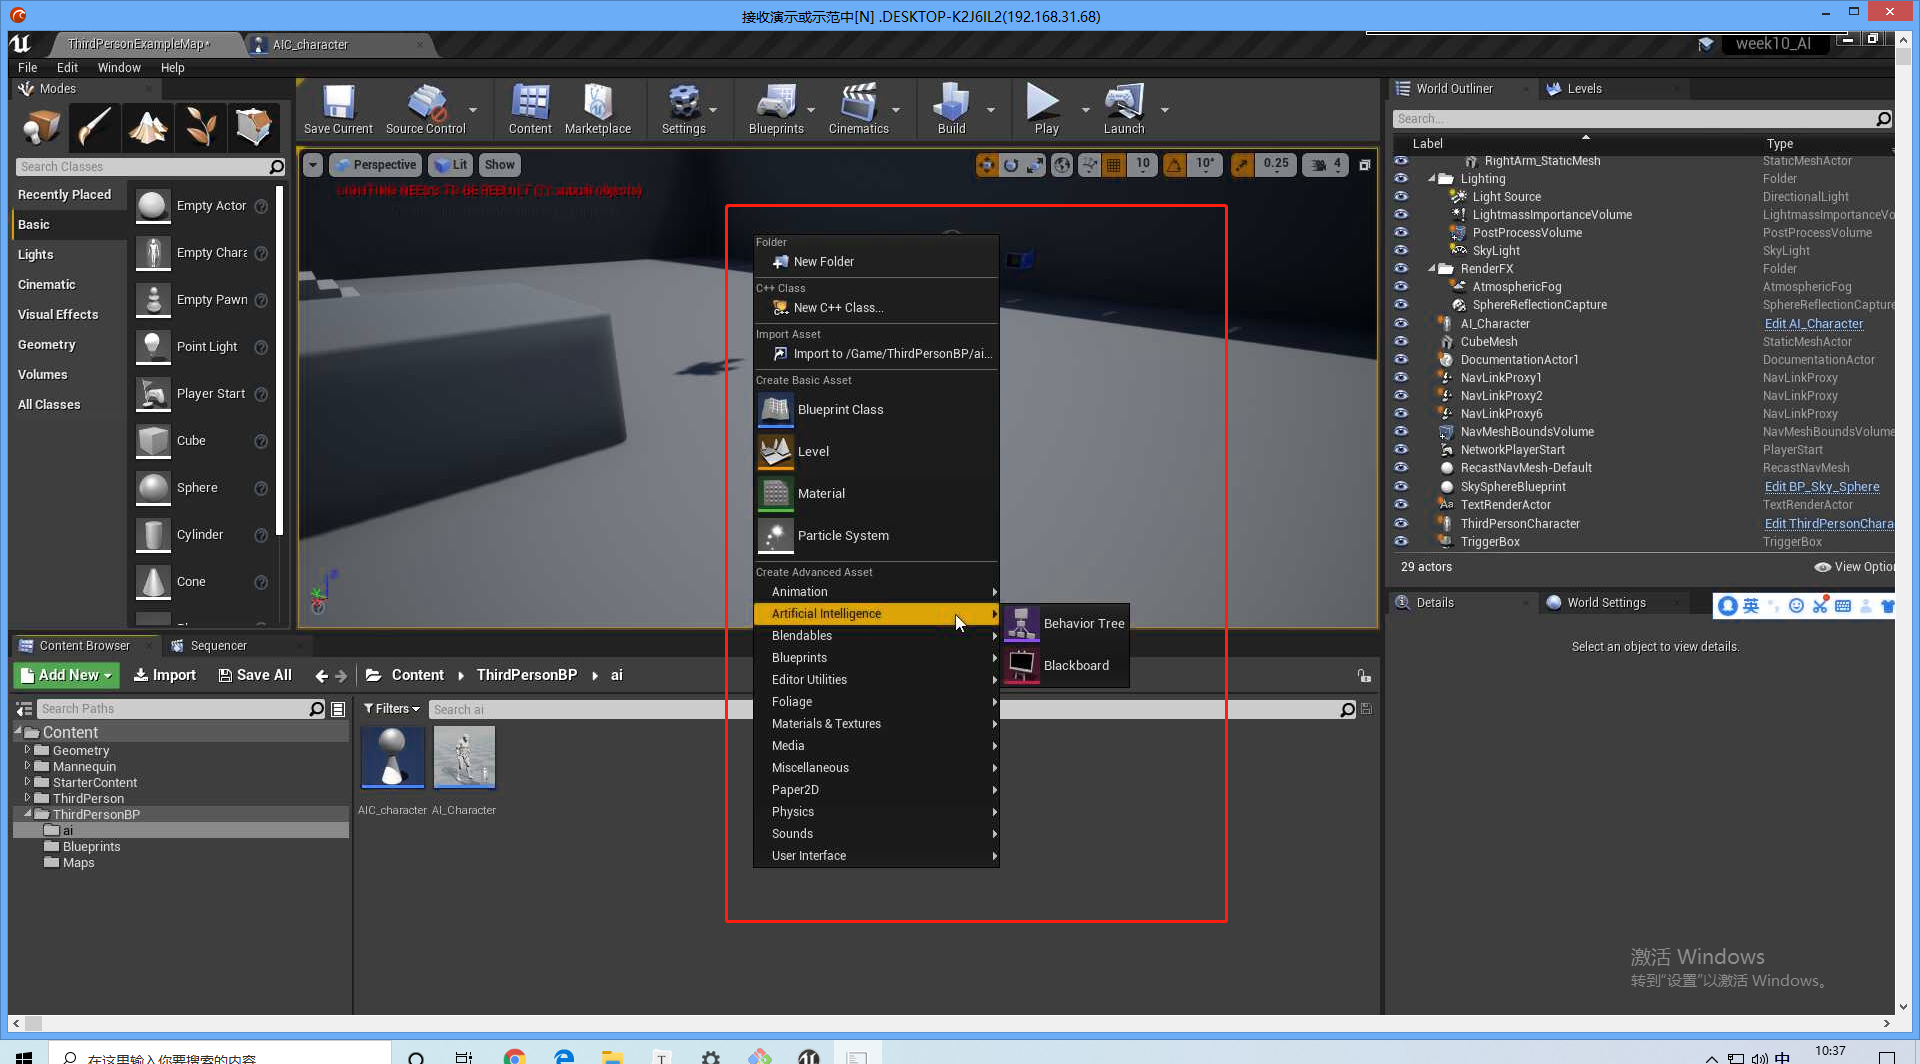 接收演示或示范中[N] .DESKTOP-K2J6IL2(192.168.31.68)
ThirdPersonExampleMap*
AIC_character
week10_AI
File Edit Window Help
Modes
Save Current
Source Control
Content
Marketplace
Settings
Blueprints
Cinematics
Build
Play
Launch
World Outliner
Levels
Search...
Label Type
Search Classes
Perspective
Lit
Show
10
10°
0.25
4
Recently Placed
Basic
Lights
Cinematic
Visual Effects
Geometry
Volumes
All Classes
Empty Actor
Empty Chara
Empty Pawn
Point Light
Player Start
Cube
Sphere
Cylinder
Cone
RightArm_StaticMesh StaticMeshActor
Lighting Folder
Light Source DirectionalLight
LightmassImportanceVolume LightmassImportanceVo
PostProcessVolume PostProcessVolume
SkyLight SkyLight
RenderFX Folder
AtmosphericFog AtmosphericFog
SphereReflectionCapture SphereReflectionCapture
AI_Character Edit AI_Character
CubeMesh StaticMeshActor
DocumentationActor1 DocumentationActor
NavLinkProxy1 NavLinkProxy
NavLinkProxy2 NavLinkProxy
NavLinkProxy6 NavLinkProxy
NavMeshBoundsVolume NavMeshBoundsVolume
NetworkPlayerStart PlayerStart
RecastNavMesh-Default RecastNavMesh
SkySphereBlueprint Edit BP_Sky_Sphere
TextRenderActor TextRenderActor
ThirdPersonCharacter Edit ThirdPersonChara
TriggerBox TriggerBox
29 actors
View Option
Details
World Settings
英
Select an object to view details.
Folder
New Folder
C++ Class
New C++ Class...
Import Asset
Import to /Game/ThirdPersonBP/ai...
Create Basic Asset
Blueprint Class
Level
Material
Particle System
Create Advanced Asset
Animation
Artificial Intelligence
Blendables
Blueprints
Editor Utilities
Foliage
Materials & Textures
Media
Miscellaneous
Paper2D
Physics
Sounds
User Interface
Behavior Tree
Blackboard
Content Browser
Sequencer
Add New
Import
Save All
Content
ThirdPersonBP
ai
Search Paths
Filters
Search ai
Content
Geometry
Mannequin
StarterContent
ThirdPerson
ThirdPersonBP
ai
Blueprints
Maps
AIC_character
AI_Character
激活 Windows
转到“设置”以激活 Windows。
在这里输入你要搜索的内容
T
中
10:37